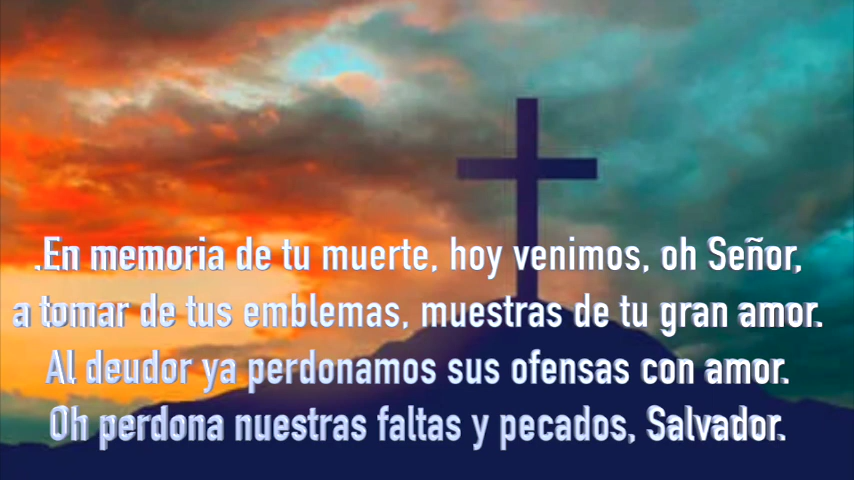 .En memoria de tu muerte, hoy venimos, oh Señor,
a tomar de tus emblemas, muestras de tu gran amor.
Al deudor ya perdonamos sus ofensas con amor.
Oh perdona nuestras faltas y pecados, Salvador.